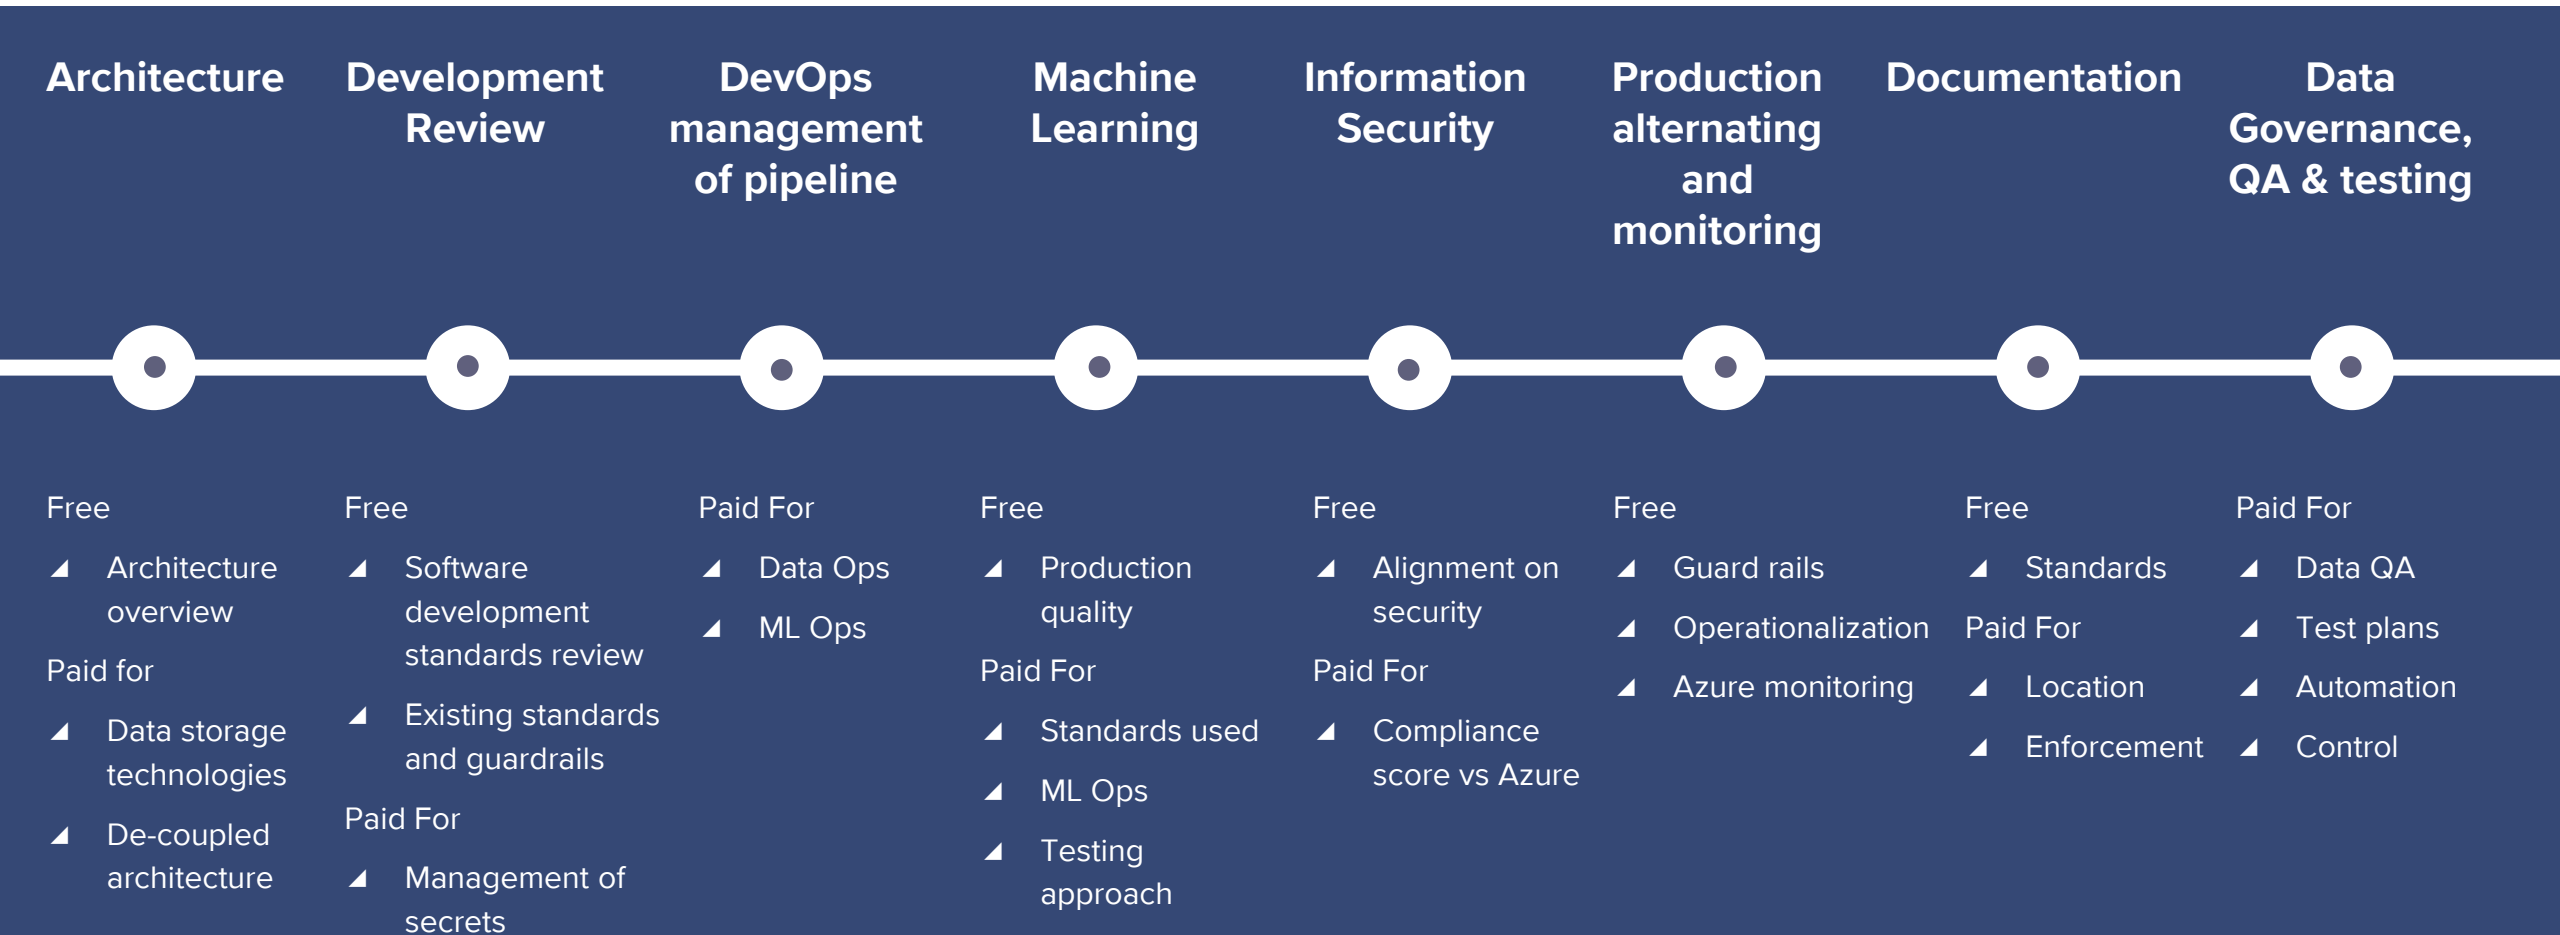 Architecture
Development
Review
DevOps
management
of pipeline
Machine
Learning
Information
Security
Production
alternating
and
monitoring
Documentation
Data
Governance,
QA & testing
Free
Architecture
overview
Paid for
Data storage
technologies
De-coupled
architecture
Free
Software
development
standards review
Existing standards
and guardrails
Paid For
Management of
secrets
Paid For
Data Ops
ML Ops
Free
Production
quality
Paid For
Standards used
ML Ops
Testing
approach
Free
Alignment on
security
Paid For
Compliance
score vs Azure
Free
Guard rails
Operationalization
Azure monitoring
Free
Standards
Paid For
Location
Enforcement
Paid For
Data QA
Test plans
Automation
Control